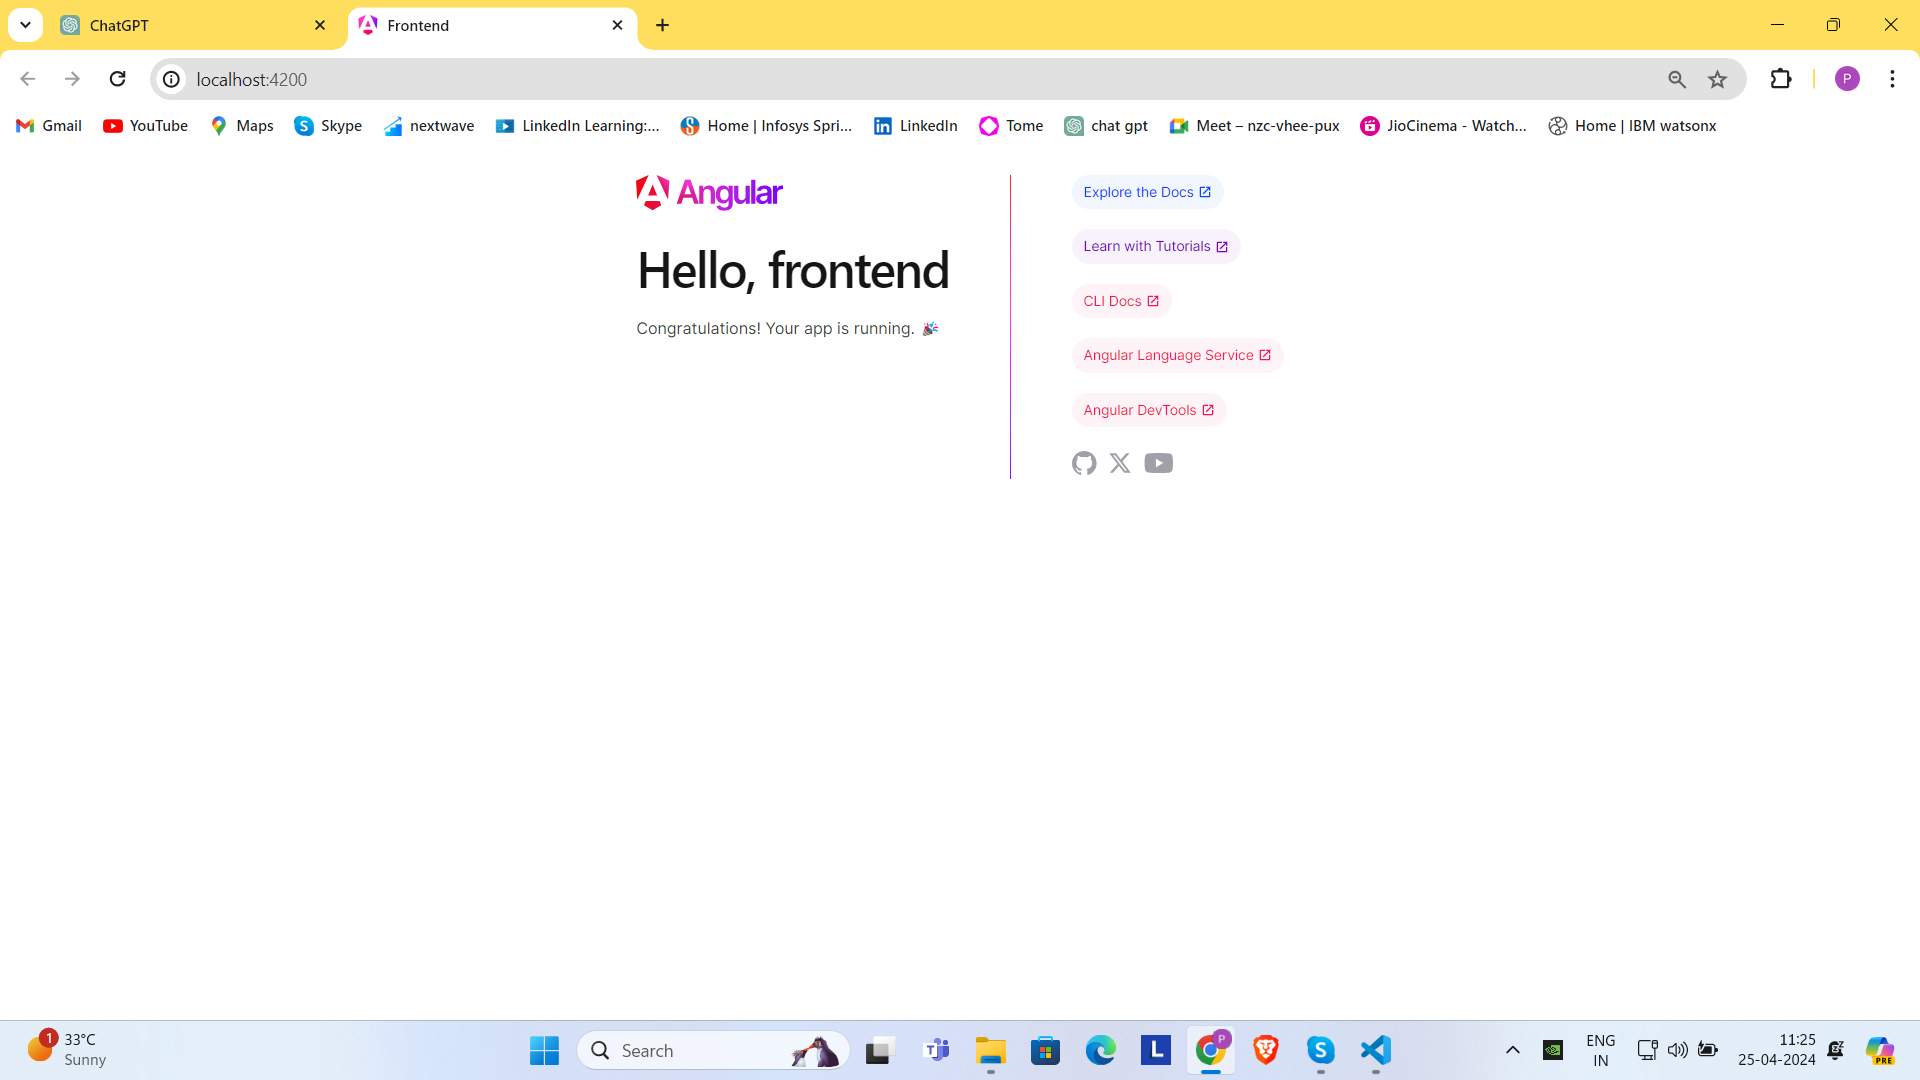 ChatGPT
Frontend
localhost:4200
P
Gmail
YouTube
Maps
Skype
nextwave
LinkedIn Learning:...
Home | Infosys Spri...
LinkedIn
Tome
chat gpt
Meet – nzc-vhee-pux
JioCinema - Watch...
Home | IBM watsonx
Angular
Hello, frontend
Congratulations! Your app is running. 🎉
Explore the Docs
Learn with Tutorials
CLI Docs
Angular Language Service
Angular DevTools
1
33°C
Sunny
Search
T
L
P
S
ENG
IN
11:25
25-04-2024
PRE